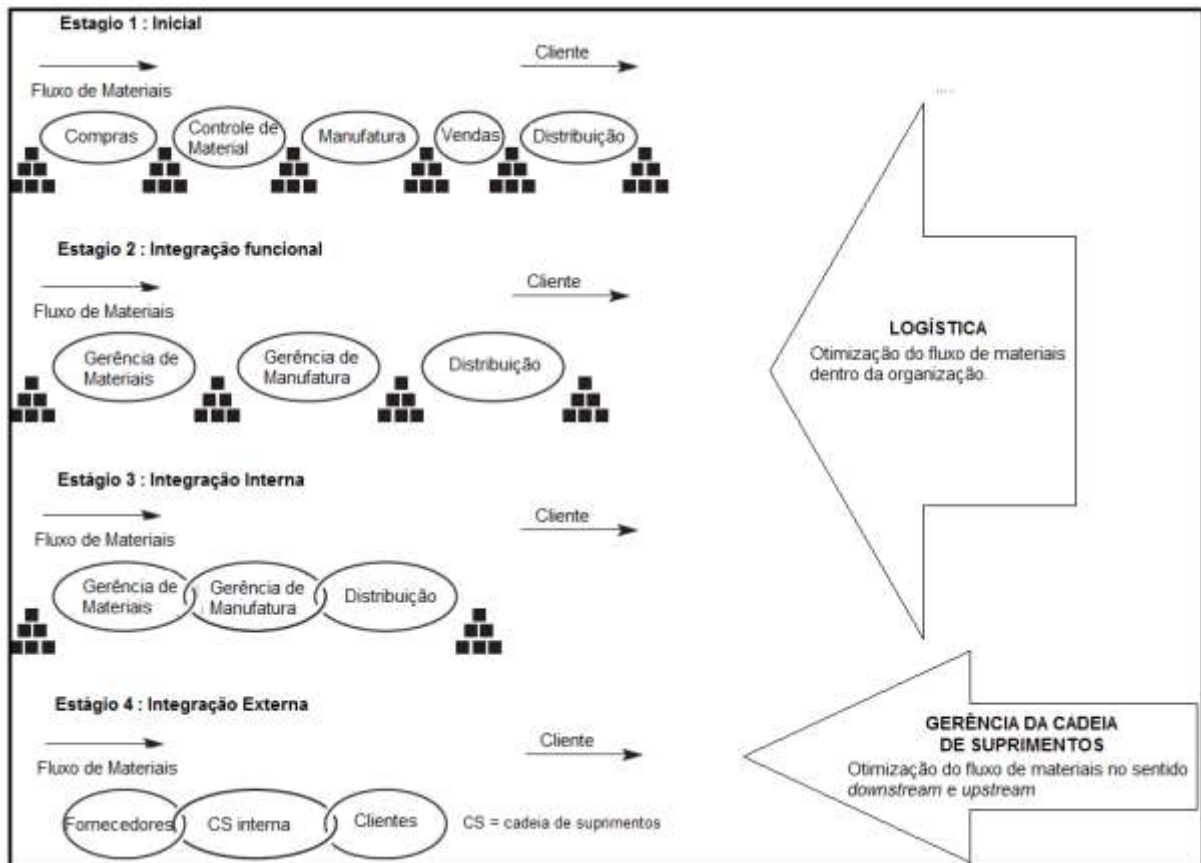 Estagio 1 : Inicial
Cliente
Fluxo de Materiais
Compras
Controle de
Material
Manufatura
Vendas
Distribuição
Estagio 2 : Integração funcional
Cliente
Fluxo de Materiais
Gerência de
Materiais
Gerência de
Manufatura
Distribuição
LOGÍSTICA
Otimização do fluxo de materiais
dentro da organização.
Estágio 3 : Integração Interna
Cliente
Fluxo de Materiais
Gerência de
Materiais
Gerência de
Manufatura
Distribuição
Estágio 4 : Integração Externa
Cliente
Fluxo de Materiais
Fornecedores
CS interna
Clientes
CS = cadeia de suprimentos
GERÊNCIA DA CADEIA
DE SUPRIMENTOS
Otimização do fluxo de materiais no sentido
downstream e upstream